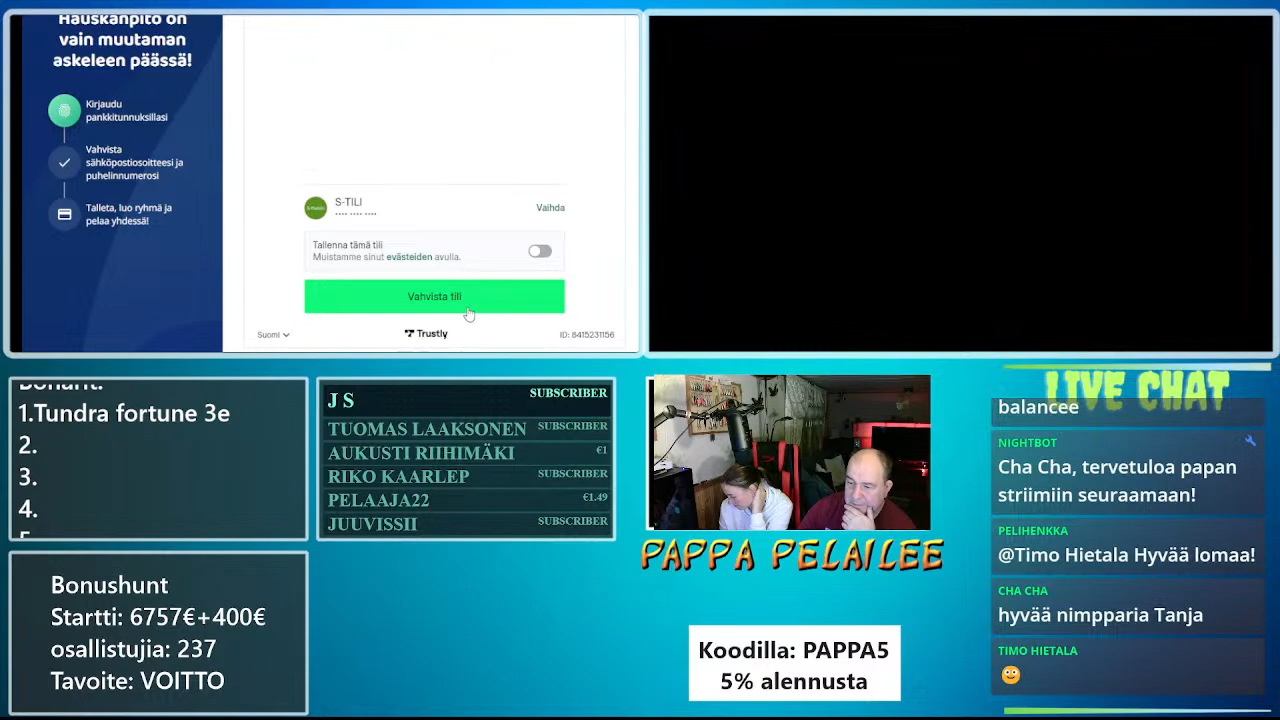 Hauskanpito on
vain muutaman
askeleen päässä!
Kirjaudu
pankkitunnuksillasi
Vahvista
sähköpostiosoitteesi ja
puhelinnumerosi
Talleta, luo ryhmä ja
pelaa yhdessä!
S-TILI
•••• •••• ••••
Vaihda
Tallenna tämä tili
Muistamme sinut evästeiden avulla.
Vahvista tili
Suomi
Trustly
ID: 8415231156
Bonarit:
1.Tundra fortune 3e
2.
3.
4.
5.
J S SUBSCRIBER
TUOMAS LAAKSONEN SUBSCRIBER
AUKUSTI RIIHIMÄKI €1
RIKO KAARLEP SUBSCRIBER
PELAAJA22 €1.49
JUUVISSII SUBSCRIBER
PAPPA PELAILEE
Bonushunt
Startti: 6757€+400€
osallistujia: 237
Tavoite: VOITTO
Koodilla: PAPPA5
5% alennusta
LIVE CHAT
balancee
NIGHTBOT
Cha Cha, tervetuloa papan
striimiin seuraamaan!
PELIHENKKA
@Timo Hietala Hyvää lomaa!
CHA CHA
hyvää nimpparia Tanja
TIMO HIETALA